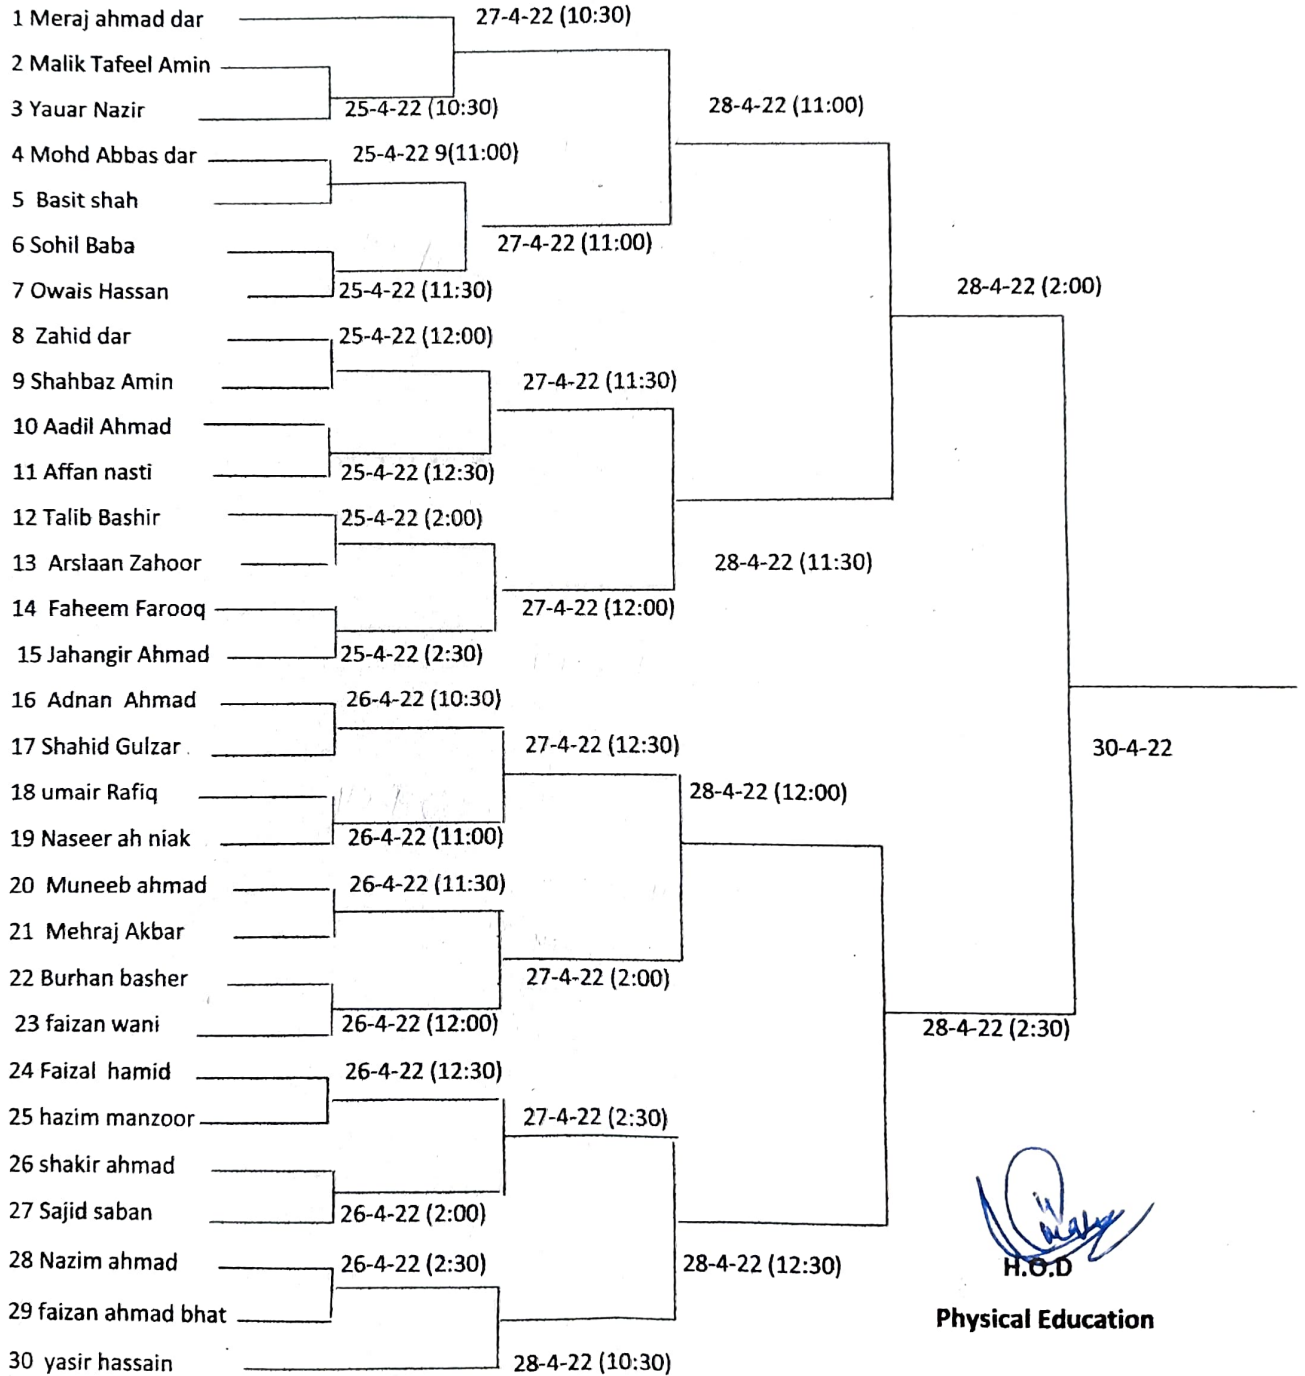 1 Meraj ahmad dar
27-4-22 (10:30)
2 Malik Tafeel Amin
3 Yauar Nazir
25-4-22 (10:30)
28-4-22 (11:00)
4 Mohd Abbas dar
25-4-22 9(11:00)
5 Basit shah
6 Sohil Baba
27-4-22 (11:00)
7 Owais Hassan
25-4-22 (11:30)
28-4-22 (2:00)
8 Zahid dar
25-4-22 (12:00)
9 Shahbaz Amin
27-4-22 (11:30)
10 Aadil Ahmad
11 Affan nasti
25-4-22 (12:30)
12 Talib Bashir
25-4-22 (2:00)
13 Arslaan Zahoor
28-4-22 (11:30)
14 Faheem Farooq
27-4-22 (12:00)
15 Jahangir Ahmad
25-4-22 (2:30)
16 Adnan Ahmad
26-4-22 (10:30)
17 Shahid Gulzar
27-4-22 (12:30)
30-4-22
18 umair Rafiq
28-4-22 (12:00)
19 Naseer ah niak
26-4-22 (11:00)
20 Muneeb ahmad
26-4-22 (11:30)
21 Mehraj Akbar
22 Burhan basher
27-4-22 (2:00)
23 faizan wani
26-4-22 (12:00)
28-4-22 (2:30)
24 Faizal hamid
26-4-22 (12:30)
25 hazim manzoor
27-4-22 (2:30)
26 shakir ahmad
27 Sajid saban
26-4-22 (2:00)
28 Nazim ahmad
26-4-22 (2:30)
28-4-22 (12:30)
H.O.D
29 faizan ahmad bhat
Physical Education
30 yasir hassain
28-4-22 (10:30)